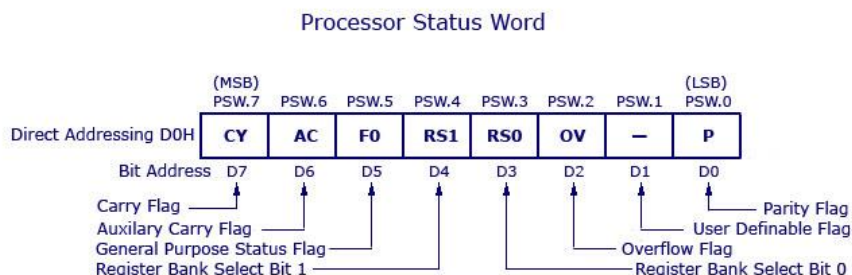 Processor Status Word
(MSB) (LSB)
PSW.7 PSW.6 PSW.5 PSW.4 PSW.3 PSW.2 PSW.1 PSW.0
Direct Addressing D0H CY AC F0 RS1 RS0 OV — P
Bit Address D7 D6 D5 D4 D3 D2 D1 D0
Carry Flag Parity Flag
Auxilary Carry Flag User Definable Flag
General Purpose Status Flag Overflow Flag
Register Bank Select Bit 1 Register Bank Select Bit 0